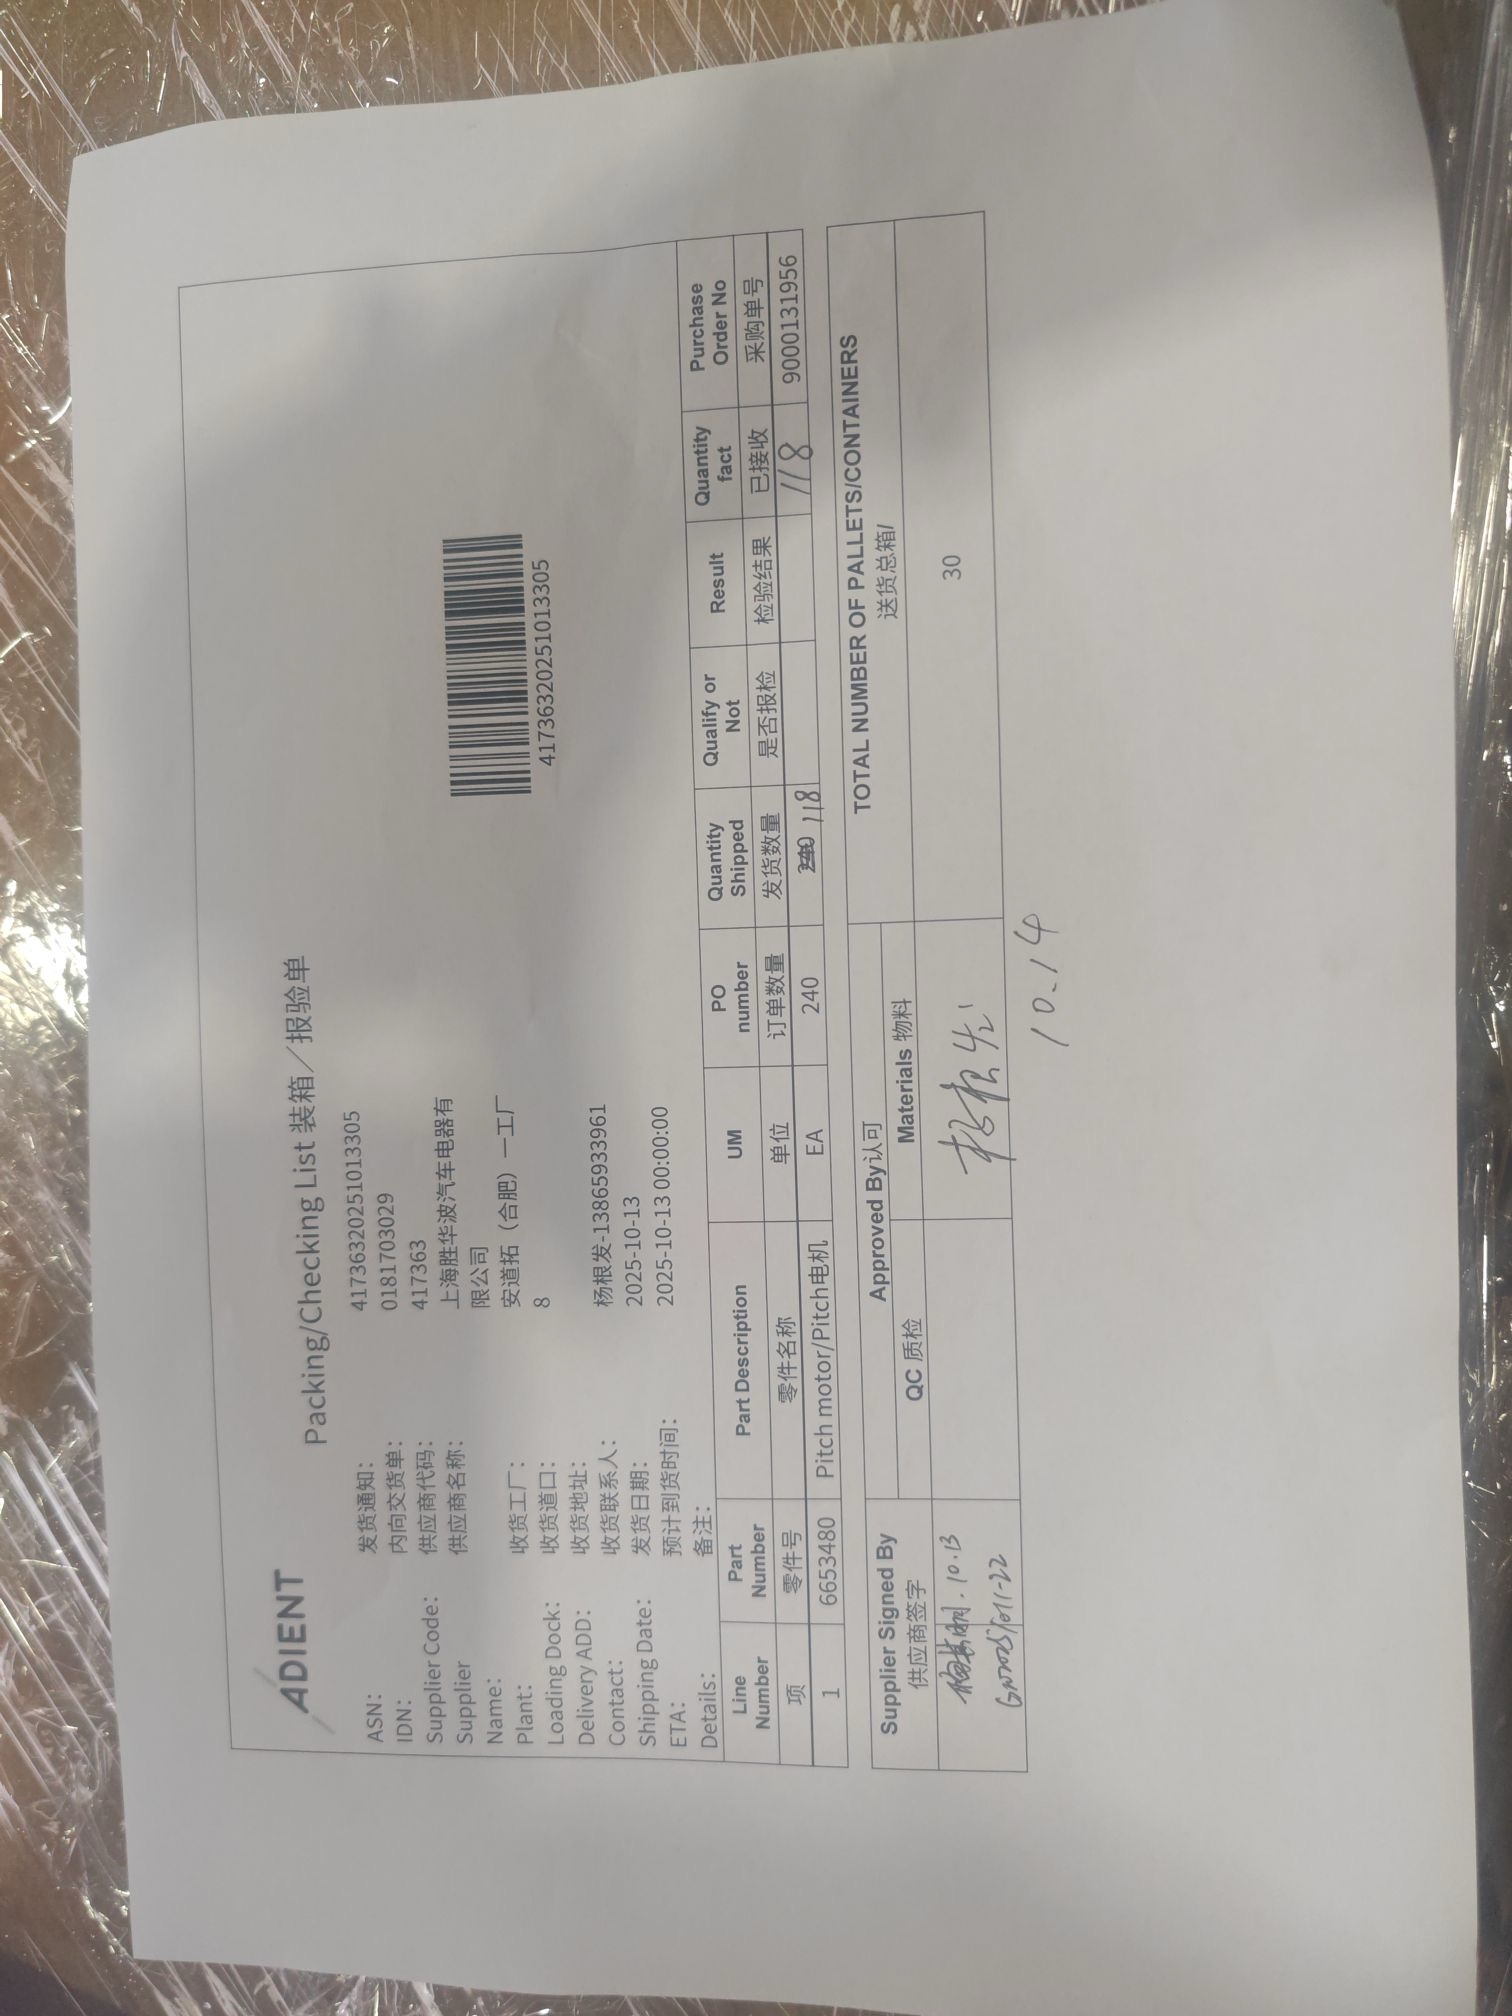 ADIENT
Packing/Checking List 装箱／报验单
ASN: 发货通知: 41736320251013305
IDN: 内向交货单: 0181703029
Supplier Code: 供应商代码: 417363
Supplier 供应商名称: 上海胜华波汽车电器有
Name: 限公司
Plant: 收货工厂: 安道拓（合肥）一工厂
Loading Dock: 收货道口: 8
Delivery ADD: 收货地址:
Contact: 收货联系人: 杨根发-13865933961
Shipping Date: 发货日期: 2025-10-13
ETA: 预计到货时间: 2025-10-13 00:00:00
Details: 备注:
41736320251013305
Line Number Part Number Part Description UM PO number Quantity Shipped Qualify or Not Result Quantity fact Purchase Order No
项 零件号 零件名称 单位 订单数量 发货数量 是否报检 检验结果 已接收 采购单号
1 6653480 Pitch motor/Pitch电机 EA 240 240 118 118 9000131956
Supplier Signed By Approved By认可 TOTAL NUMBER OF PALLETS/CONTAINERS
供应商签字 QC 质检 Materials 物料 送货总箱/
10.13 30
10.14